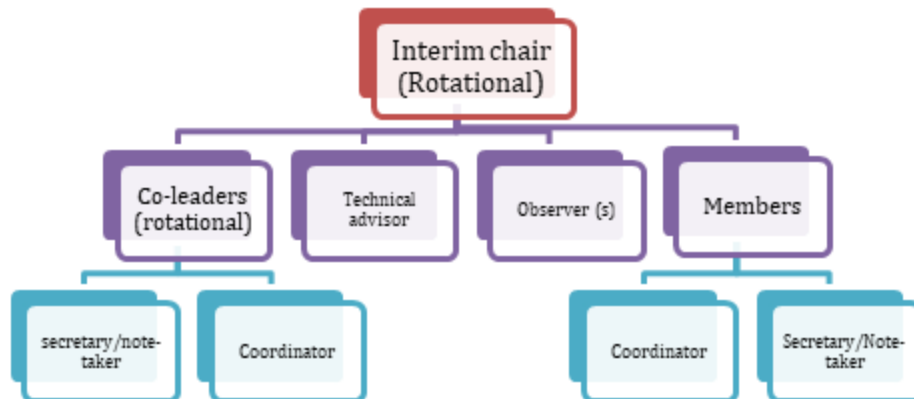 Interim chair
(Rotational)
Co-leaders
(rotational)
Technical
advisor
Observer (s)
Members
secretary/note-
taker
Coordinator
Coordinator
Secretary/Note-
taker